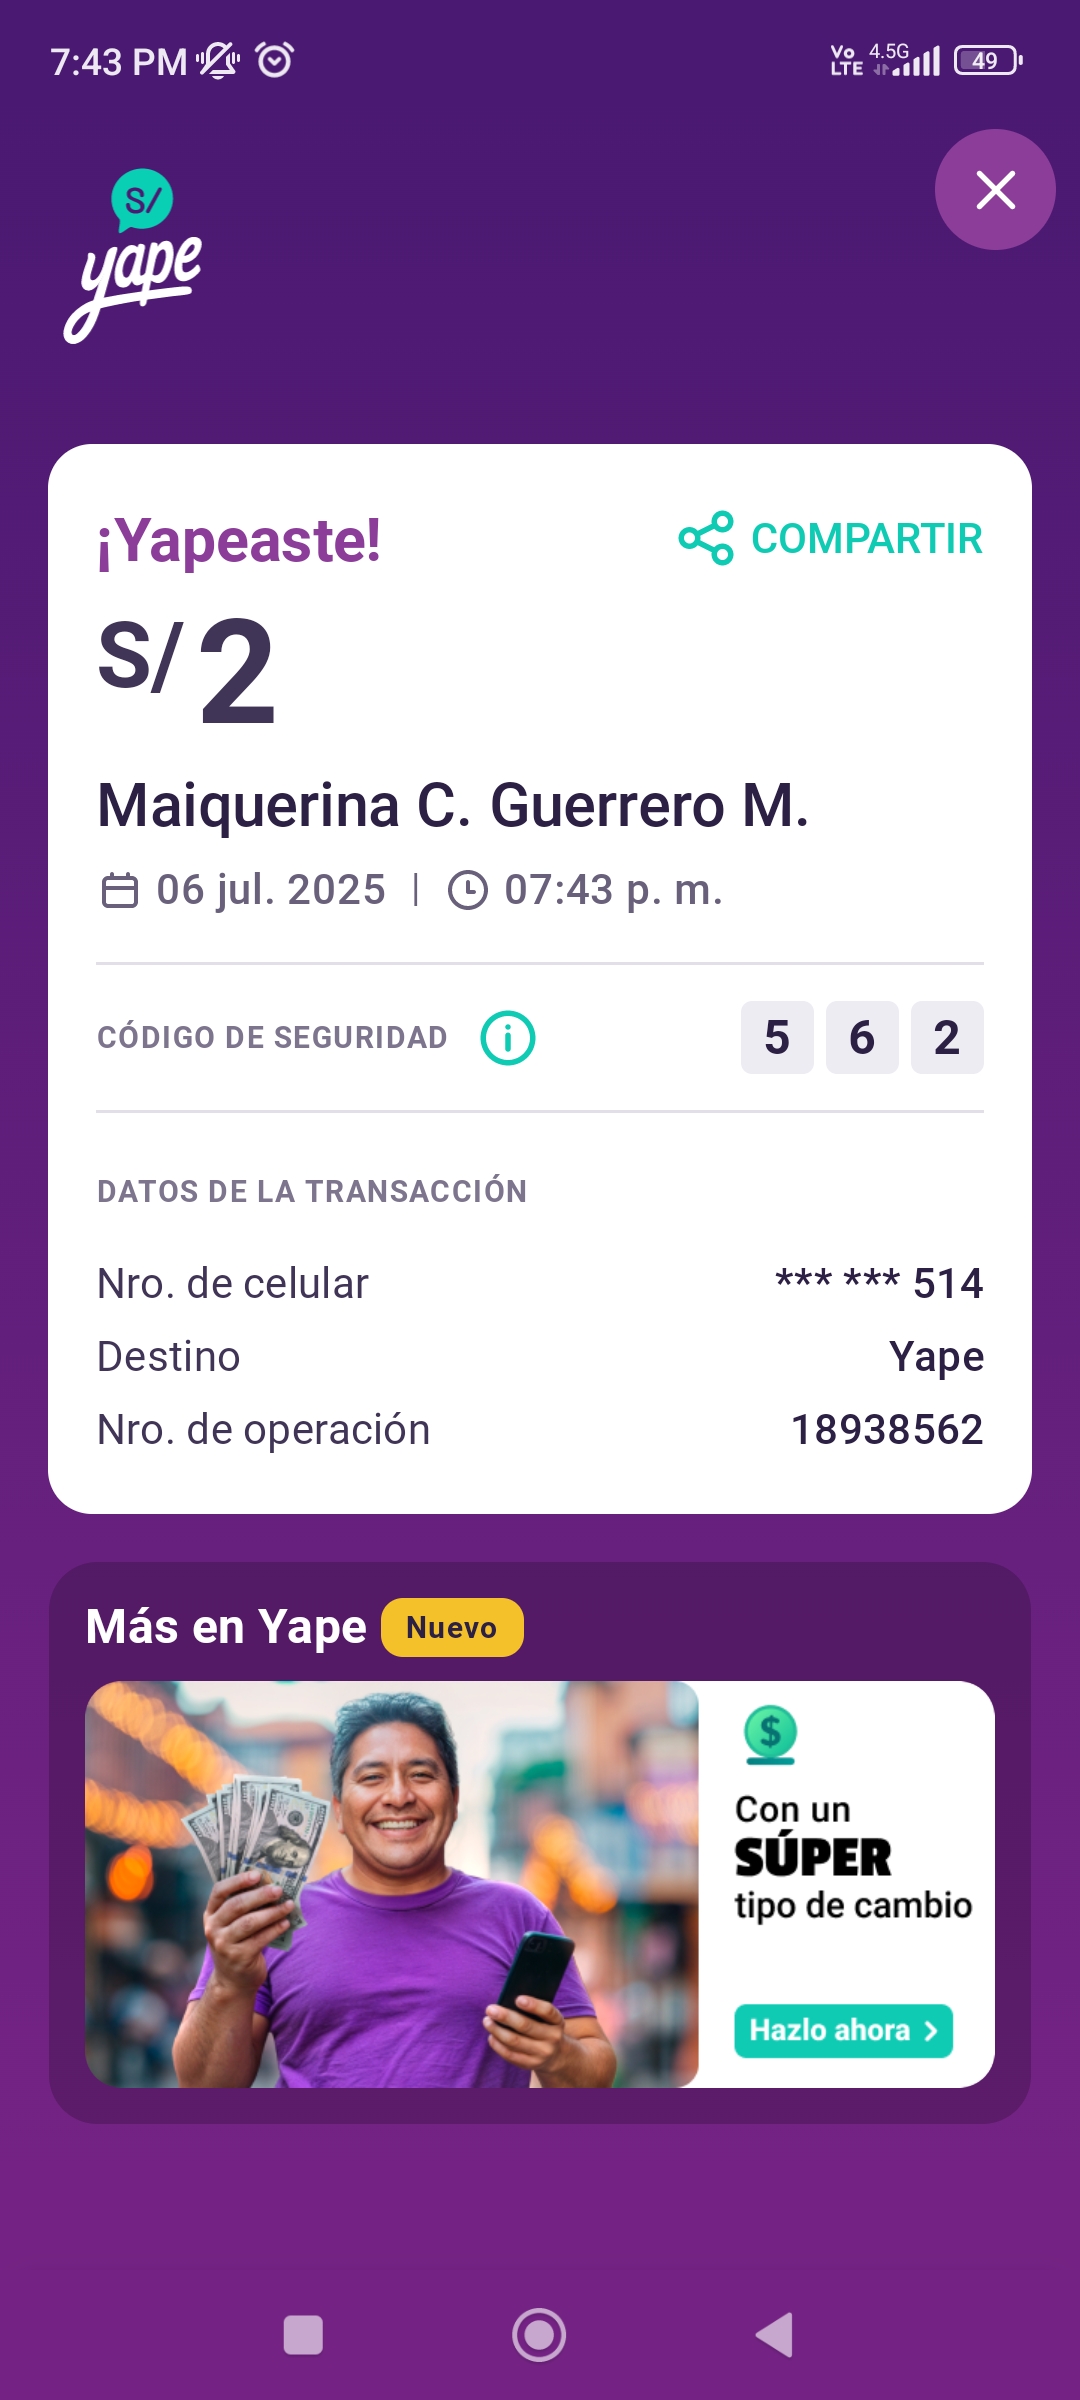 7:43 PM
Vo LTE 4.5G 49
S/
yape
¡Yapeaste!
COMPARTIR
S/ 2
Maiquerina C. Guerrero M.
06 jul. 2025 | 07:43 p. m.
CÓDIGO DE SEGURIDAD 5 6 2
DATOS DE LA TRANSACCIÓN
Nro. de celular *** *** 514
Destino Yape
Nro. de operación 18938562
Más en Yape Nuevo
$
Con un
SÚPER
tipo de cambio
Hazlo ahora